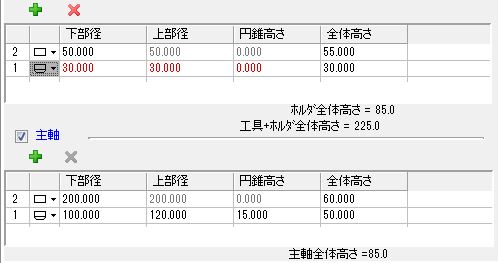 下部径 上部径 円錐高さ 全体高さ
2 50.000 50.000 0.000 55.000
1 30.000 30.000 0.000 30.000
ﾎﾙﾀﾞ全体高さ = 85.0
工具+ﾎﾙﾀﾞ全体高さ = 225.0
主軸
下部径 上部径 円錐高さ 全体高さ
2 200.000 200.000 0.000 60.000
1 100.000 120.000 15.000 50.000
主軸全体高さ=85.0